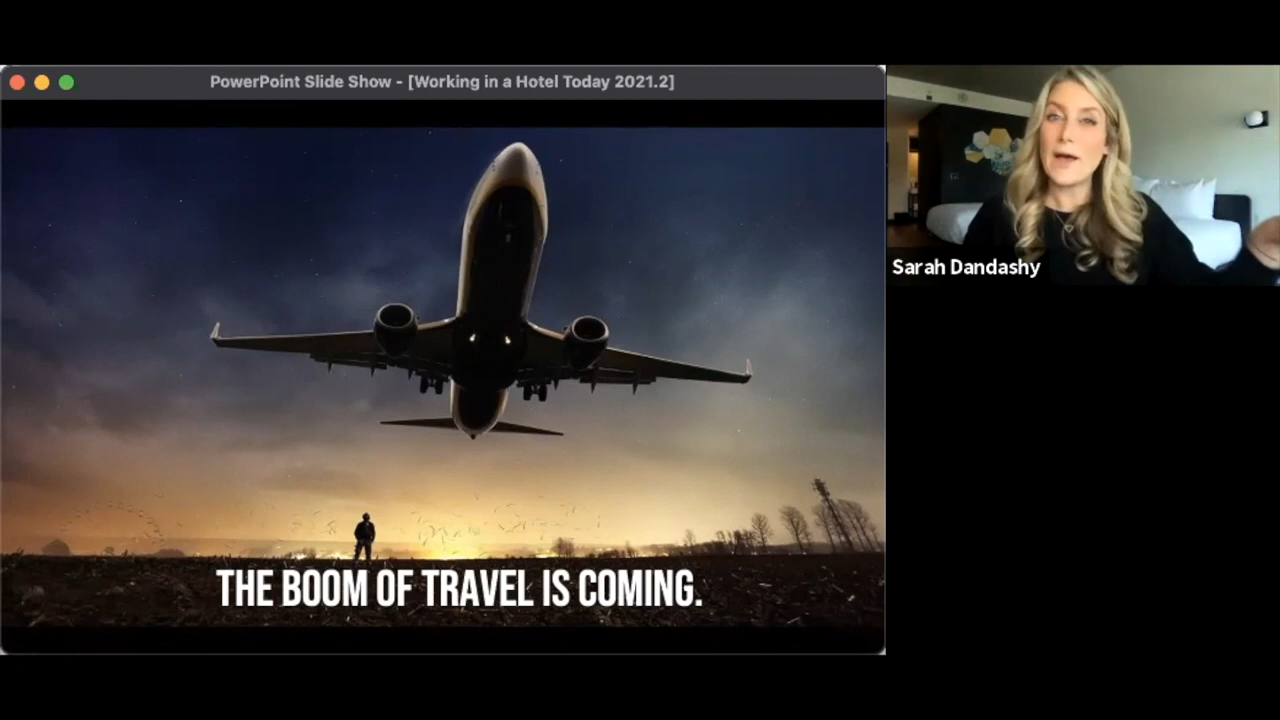 PowerPoint Slide Show - [Working in a Hotel Today 2021.2]
Sarah Dandashy
THE BOOM OF TRAVEL IS COMING.